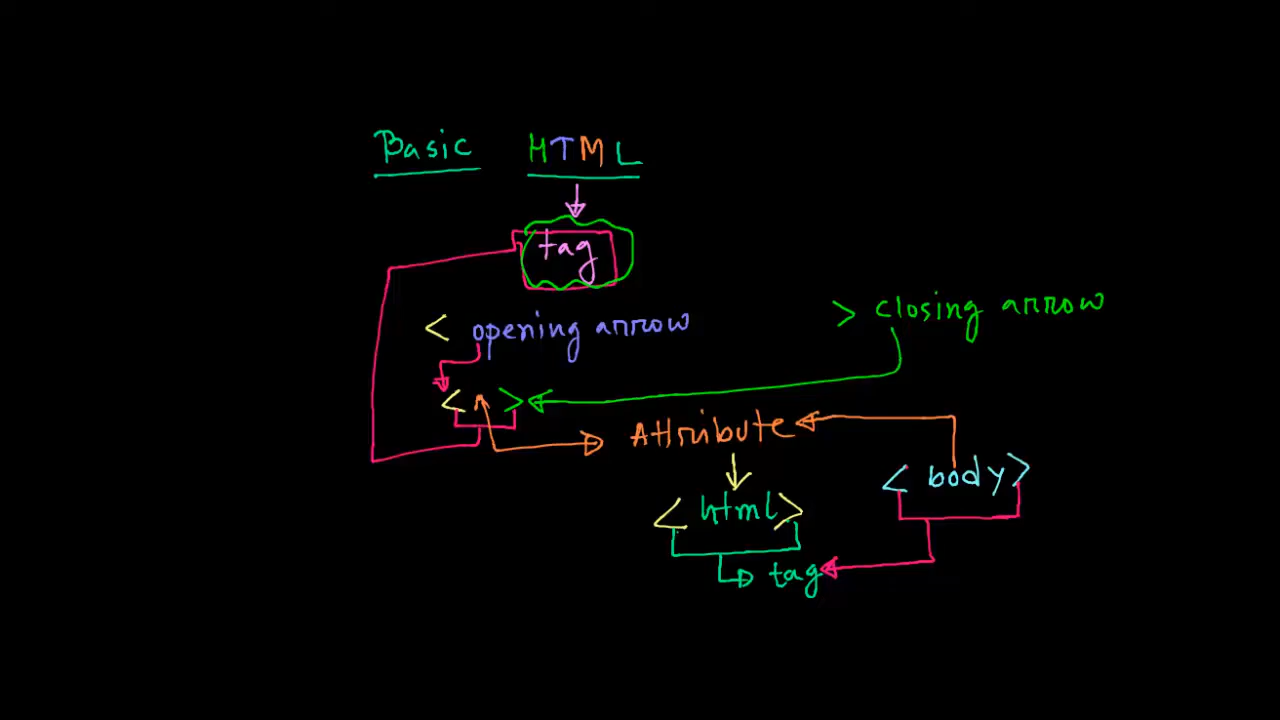 Basic HTML
tag
< opening arrow
> closing arrow
< >
Attribute
< body>
< html>
tag